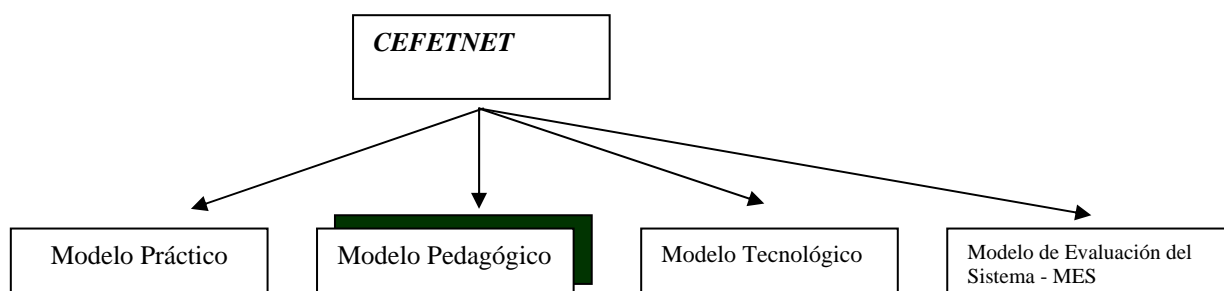 CEFETNET
Modelo Práctico
Modelo Pedagógico
Modelo Tecnológico
Modelo de Evaluación del
Sistema - MES